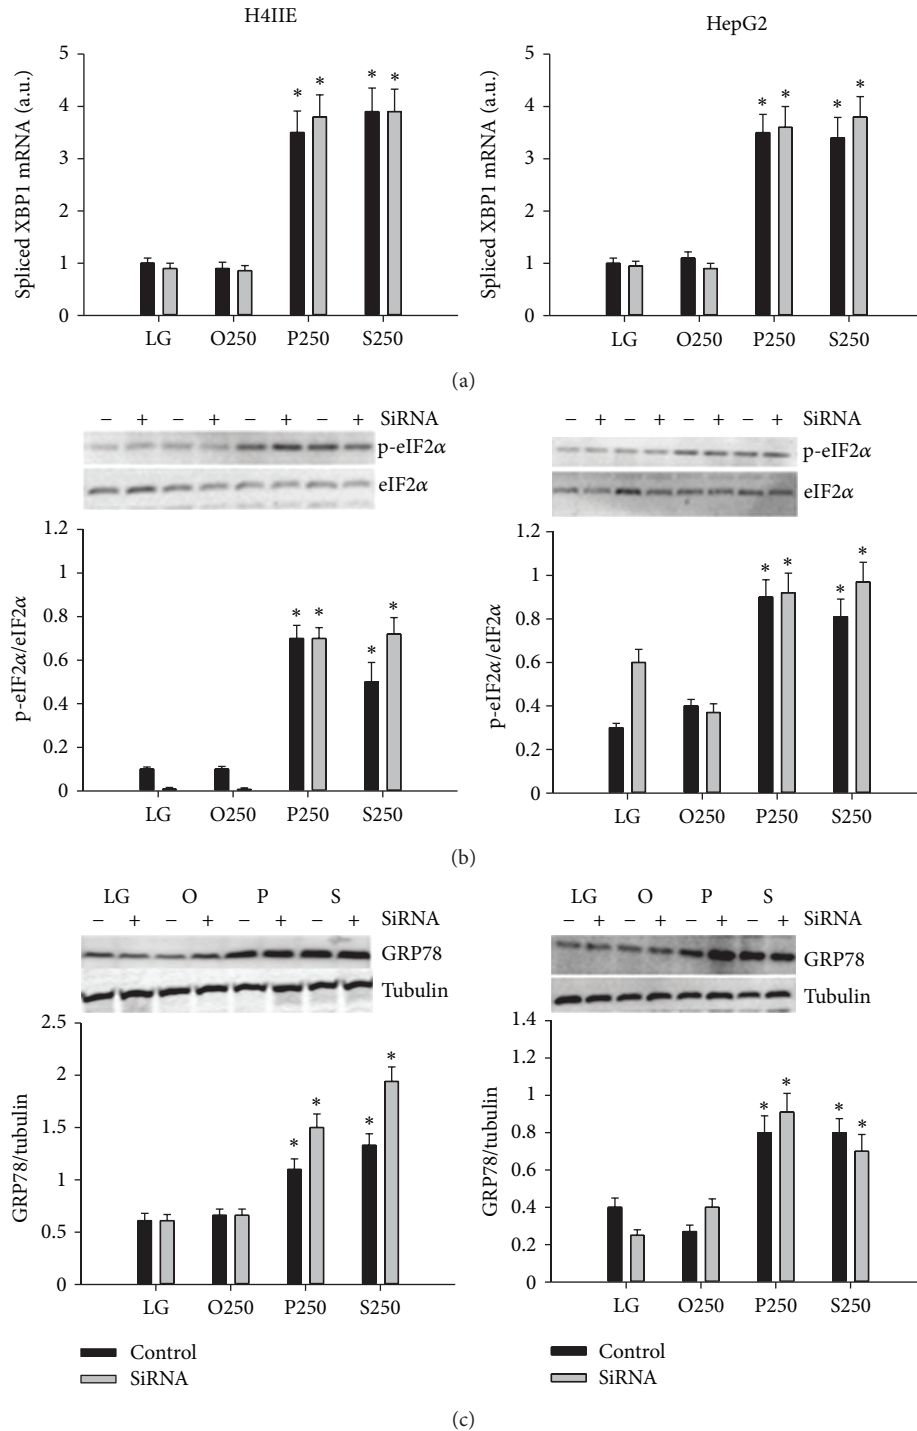 H4IIE
HepG2
Spliced XBP1 mRNA (a.u.)
5
4
3
2
1
0
* * * *
LG O250 P250 S250
Spliced XBP1 mRNA (a.u.)
5
4
3
2
1
0
* * * *
LG O250 P250 S250
(a)
− + − + − + − + SiRNA
p-eIF2α
eIF2α
p-eIF2α/eIF2α
1.2
1
0.8
0.6
0.4
0.2
0
* * * *
LG O250 P250 S250
− + − + − + − + SiRNA
p-eIF2α
eIF2α
p-eIF2α/eIF2α
1.2
1
0.8
0.6
0.4
0.2
0
* * * *
LG O250 P250 S250
(b)
LG O P S
− + − + − + − + SiRNA
GRP78
Tubulin
GRP78/tubulin
2.5
2
1.5
1
0.5
0
* * * *
LG O250 P250 S250
Control
SiRNA
LG O P S
− + − + − + − + SiRNA
GRP78
Tubulin
GRP78/tubulin
1.4
1.2
1
0.8
0.6
0.4
0.2
0
* * * *
LG O250 P250 S250
Control
SiRNA
(c)